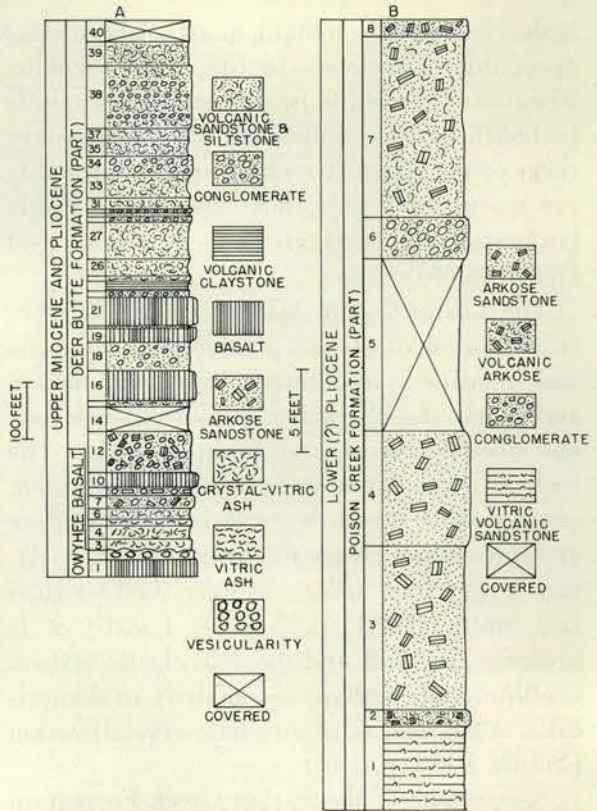 A
UPPER MIOCENE AND PLIOCENE
OWYHEE BASALT
DEER BUTTE FORMATION (PART)
100 FEET
40
39
38
37
35
34
33
31
27
26
21
19
18
16
14
12
10
7
6
4
3
1
VOLCANIC
SANDSTONE &
SILTSTONE
CONGLOMERATE
VOLCANIC
CLAYSTONE
BASALT
ARKOSE
SANDSTONE
CRYSTAL-VITRIC
ASH
VITRIC
ASH
VESICULARITY
COVERED
B
LOWER (?) PLIOCENE
POISON CREEK FORMATION (PART)
5 FEET
8
7
6
5
4
3
2
1
ARKOSE
SANDSTONE
VOLCANIC
ARKOSE
CONGLOMERATE
VITRIC
VOLCANIC
SANDSTONE
COVERED